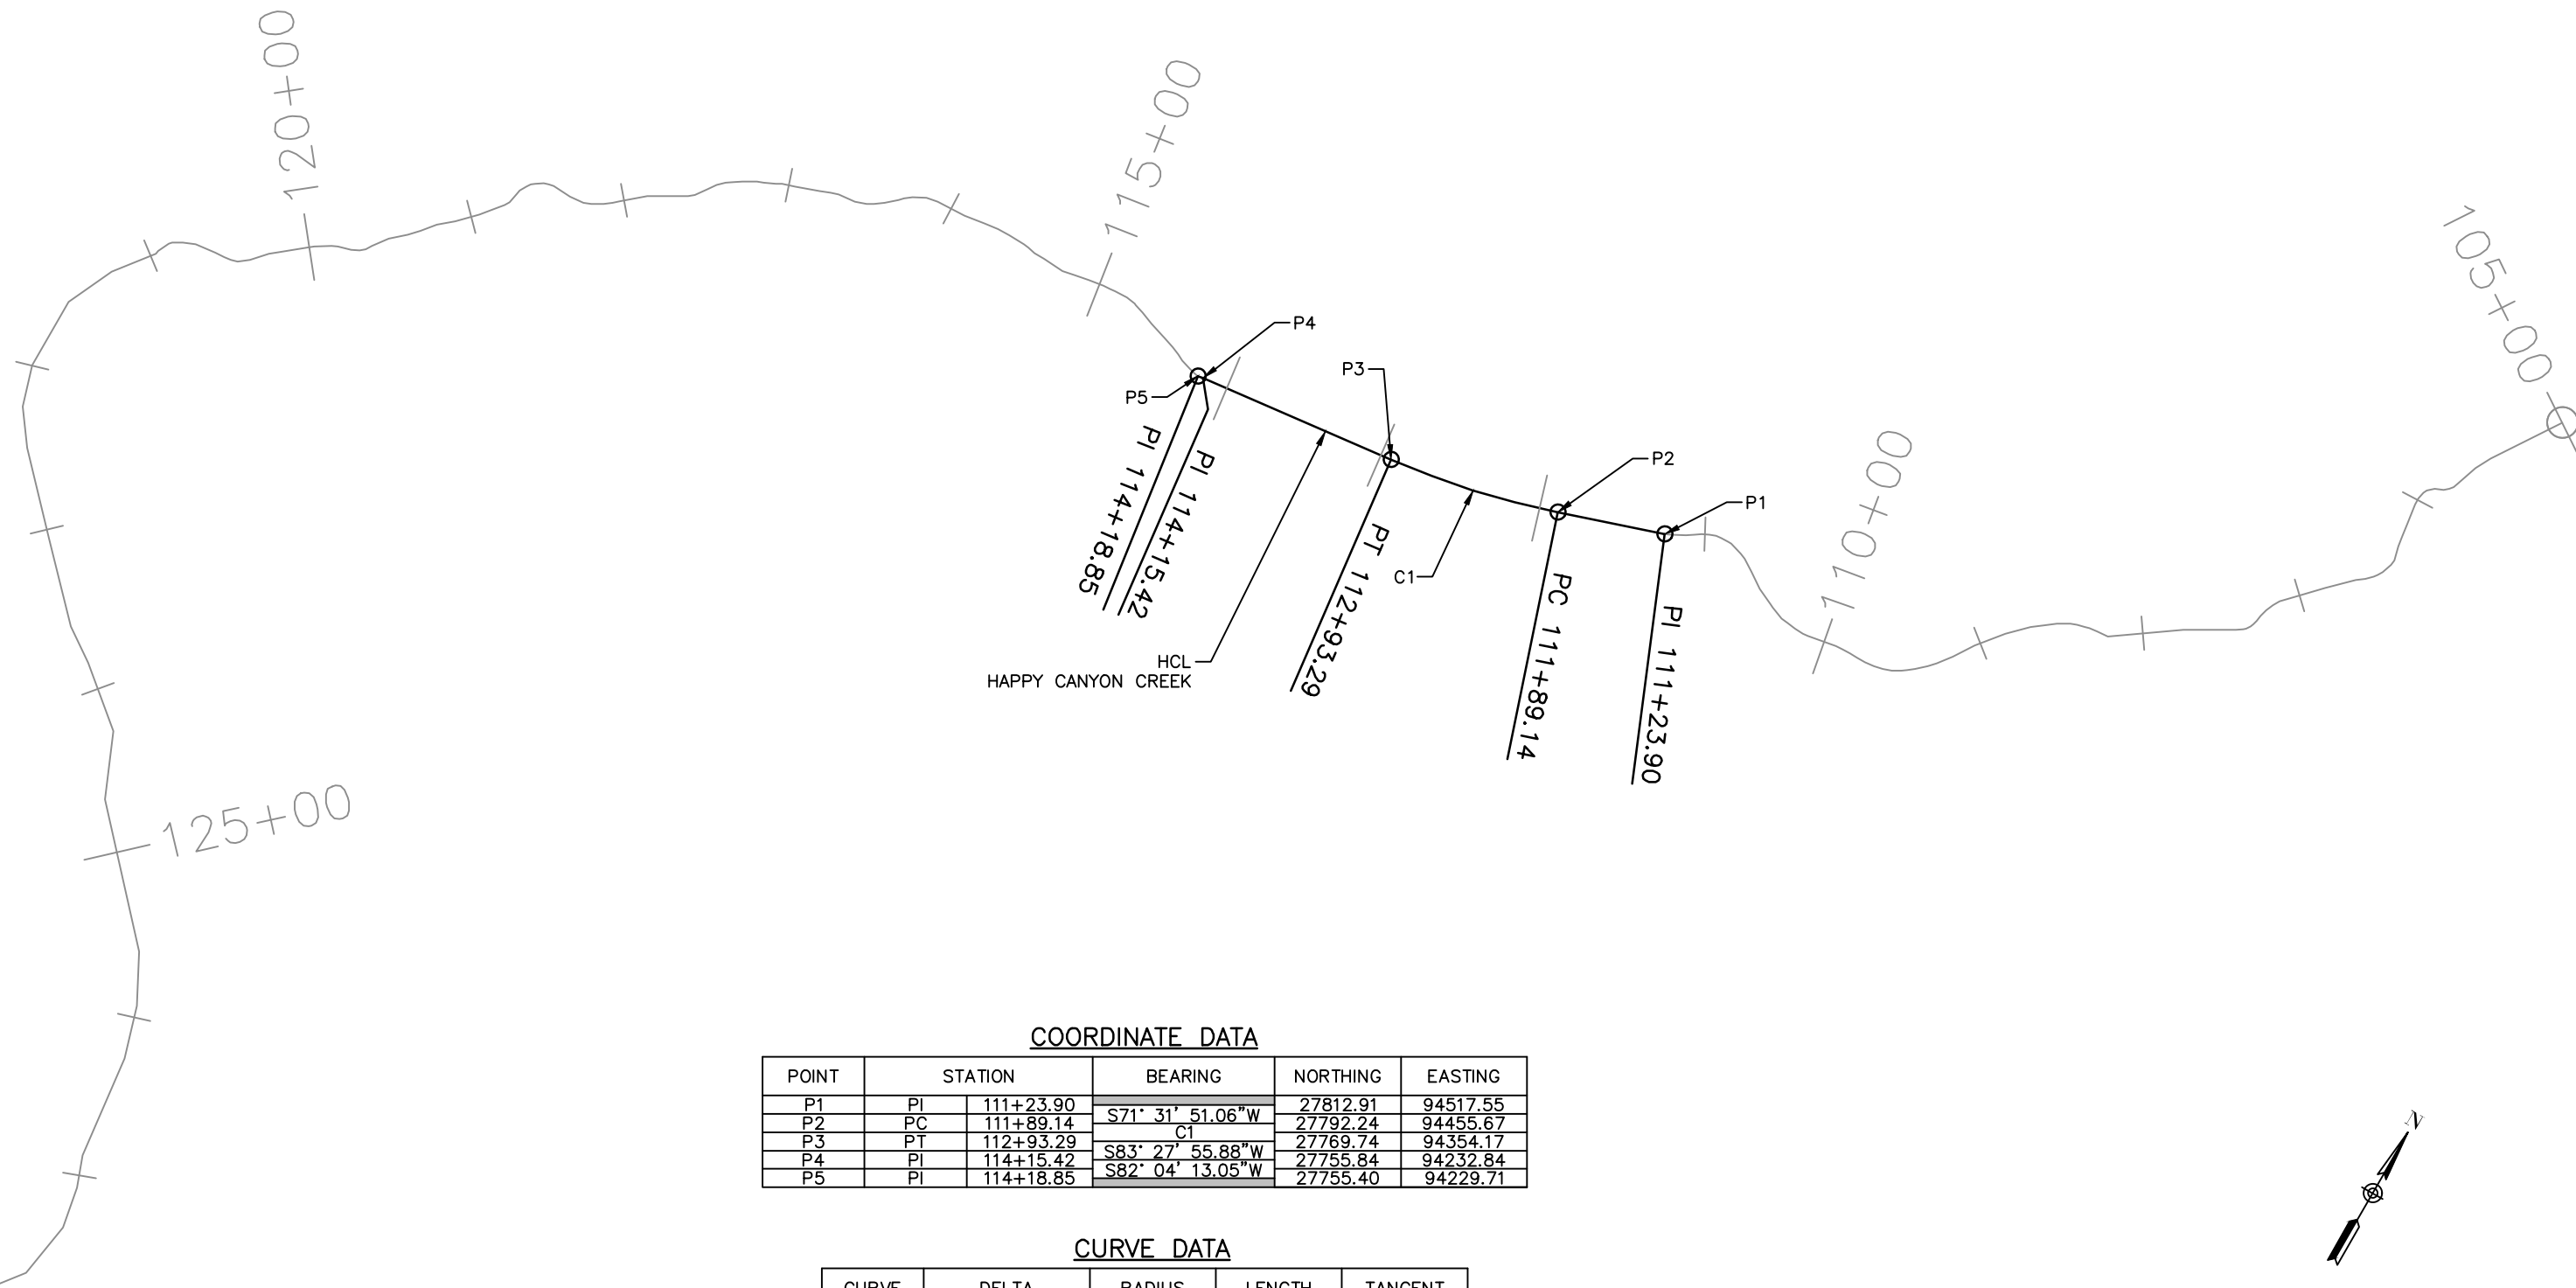 120+00
115+00
105+00
110+00
125+00
P4
P5
P3
P2
P1
C1
PI 114+18.85
PI 114+15.42
PT 112+93.29
PC 111+89.14
PI 111+23.90
HCL
HAPPY CANYON CREEK
COORDINATE DATA
POINT STATION BEARING NORTHING EASTING
P1 PI 111+23.90 27812.91 94517.55
S71° 31' 51.06"W
P2 PC 111+89.14 27792.24 94455.67
C1
P3 PT 112+93.29 27769.74 94354.17
S83° 27' 55.88"W
P4 PI 114+15.42 27755.84 94232.84
S82° 04' 13.05"W
P5 PI 114+18.85 27755.40 94229.71
N
CURVE DATA
CURVE DELTA RADIUS LENGTH TANGENT